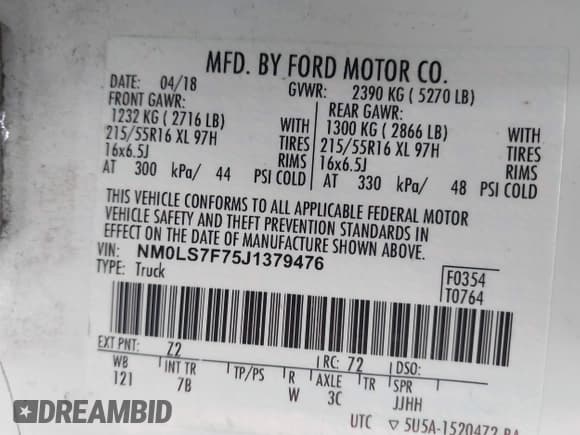 MFD. BY FORD MOTOR CO.
DATE: 04/18 GVWR: 2390 KG ( 5270 LB)
FRONT GAWR: REAR GAWR:
1232 KG ( 2716 LB) WITH 1300 KG ( 2866 LB) WITH
215/55R16 XL 97H TIRES 215/55R16 XL 97H TIRES
16x6.5J RIMS 16x6.5J RIMS
AT 300 kPa/ 44 PSI COLD AT 330 kPa/ 48 PSI COLD
THIS VEHICLE CONFORMS TO ALL APPLICABLE FEDERAL MOTOR
VEHICLE SAFETY AND THEFT PREVENTION STANDARDS IN
EFFECT ON THE DATE OF MANUFACTURE SHOWN ABOVE.
VIN: NM0LS7F75J1379476
TYPE: Truck
F0354
T0764
EXT PNT: 72 RC: 72 DSO:
WB INT TR TP/PS R AXLE TR SPR
121 7B W 3C JJHH
UTC ▽ 5U5A-1520472 BA
DREAMBID